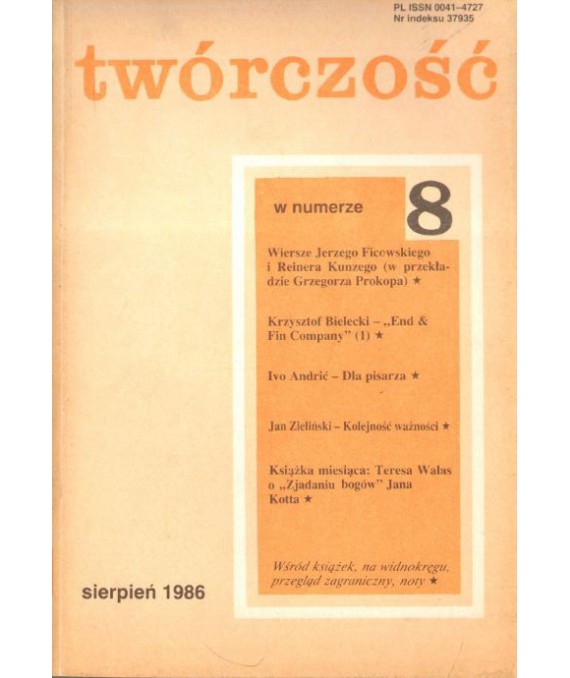 PL ISSN 0041-4727
Nr indeksu 37935
twórczość
w numerze
8
Wiersze Jerzego Ficowskiego
i Reinera Kunzego (w przekła-
dzie Grzegorza Prokopa) ★
Krzysztof Bielecki – „End &
Fin Company” (1) ★
Ivo Andrić – Dla pisarza ★
Jan Zieliński – Kolejność ważności ★
Książka miesiąca: Teresa Walas
o „Zjadaniu bogów” Jana
Kotta ★
Wśród książek, na widnokręgu,
przegląd zagraniczny, noty ★
sierpień 1986